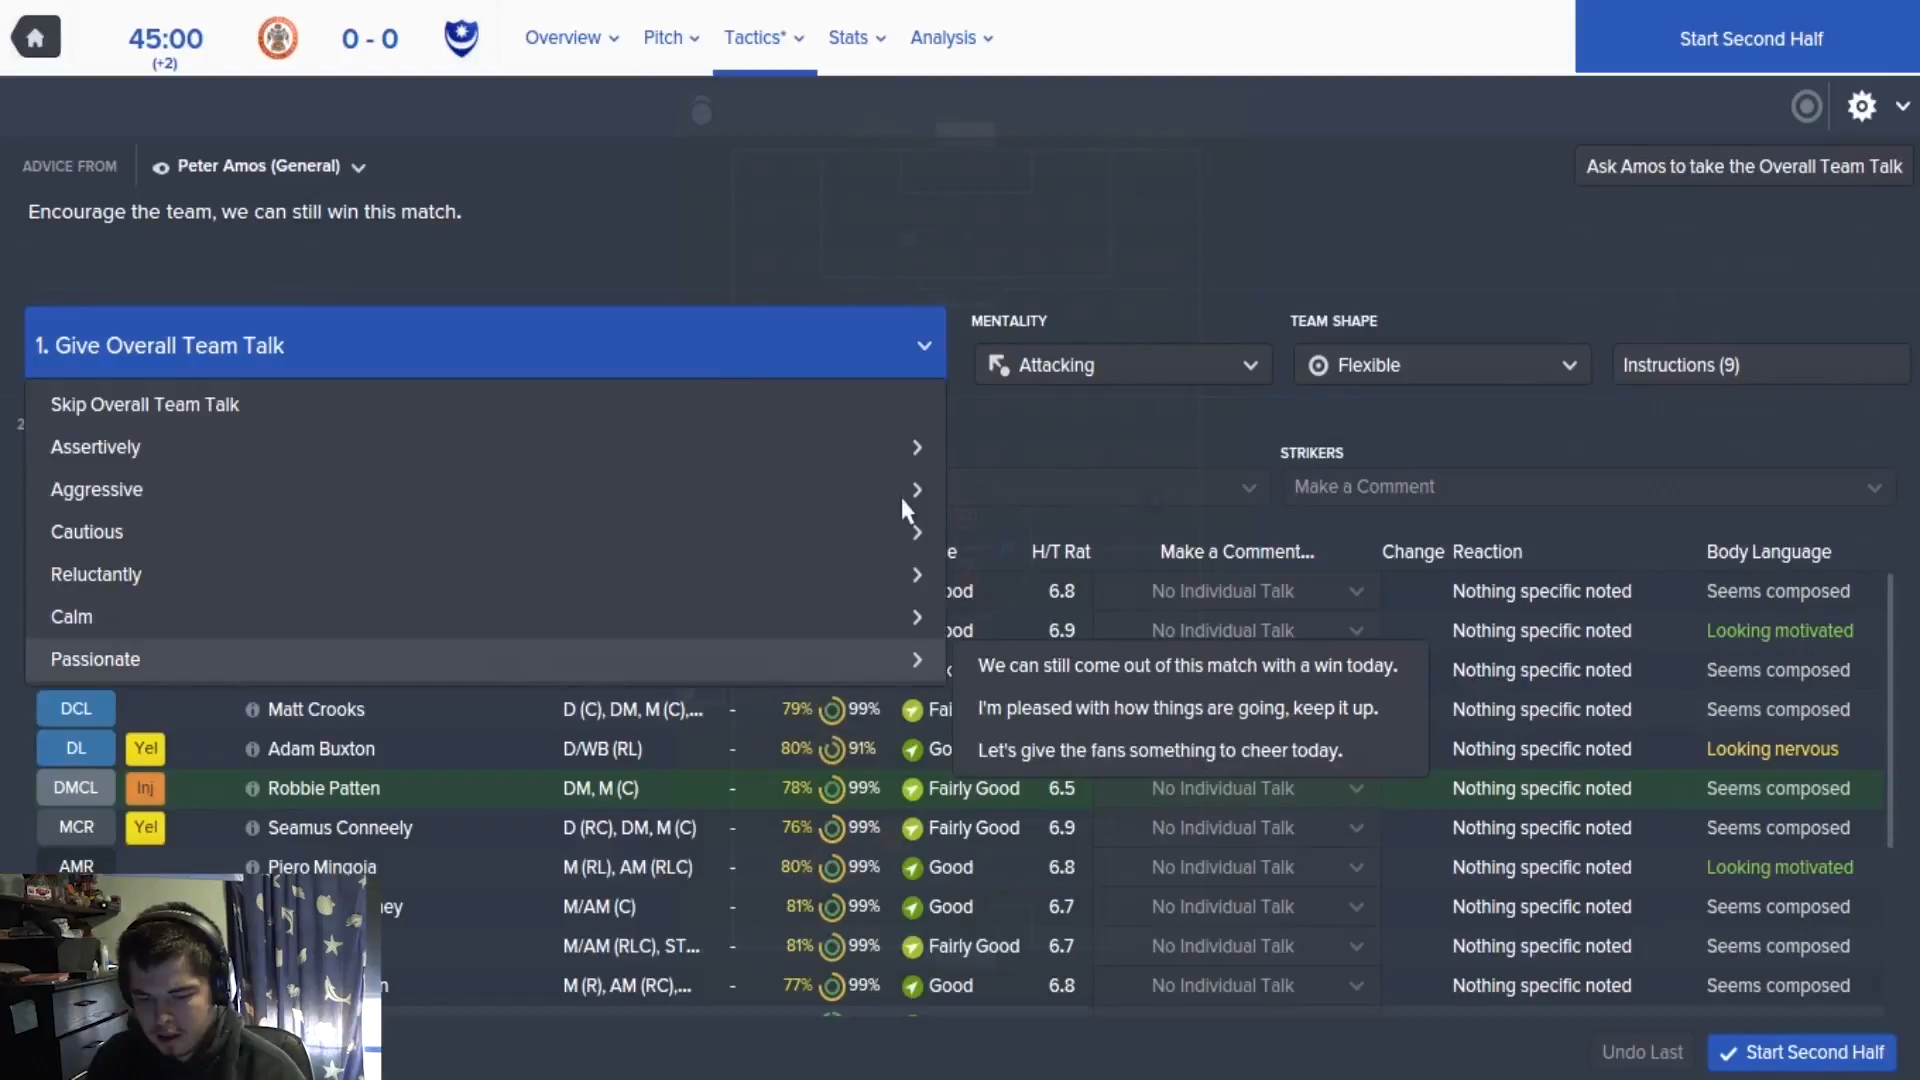 45:00
(+2)
0 - 0
Overview
Pitch
Tactics*
Stats
Analysis
Start Second Half
ADVICE FROM
Peter Amos (General)
Ask Amos to take the Overall Team Talk
Encourage the team, we can still win this match.
1. Give Overall Team Talk
MENTALITY
Attacking
TEAM SHAPE
Flexible
Instructions (9)
Skip Overall Team Talk
Assertively
Aggressive
Cautious
Reluctantly
Calm
Passionate
2
STRIKERS
Make a Comment
e H/T Rat Make a Comment... Change Reaction Body Language
ood 6.8 No Individual Talk Nothing specific noted Seems composed
ood 6.9 No Individual Talk Nothing specific noted Looking motivated
Nothing specific noted Seems composed
We can still come out of this match with a win today.
I'm pleased with how things are going, keep it up.
Let's give the fans something to cheer today.
DCL Matt Crooks D (C), DM, M (C),... - 79% 99% Fai Nothing specific noted Seems composed
DL Yel Adam Buxton D/WB (RL) - 80% 91% Go Nothing specific noted Looking nervous
DMCL Inj Robbie Patten DM, M (C) - 78% 99% Fairly Good 6.5 No Individual Talk Nothing specific noted Seems composed
MCR Yel Seamus Conneely D (RC), DM, M (C) - 76% 99% Fairly Good 6.9 No Individual Talk Nothing specific noted Seems composed
AMR Piero Mingoia M (RL), AM (RLC) - 80% 99% Good 6.8 No Individual Talk Nothing specific noted Looking motivated
ey M/AM (C) - 81% 99% Good 6.7 No Individual Talk Nothing specific noted Seems composed
M/AM (RLC), ST... - 81% 99% Fairly Good 6.7 No Individual Talk Nothing specific noted Seems composed
n M (R), AM (RC),... - 77% 99% Good 6.8 No Individual Talk Nothing specific noted Seems composed
Undo Last
Start Second Half